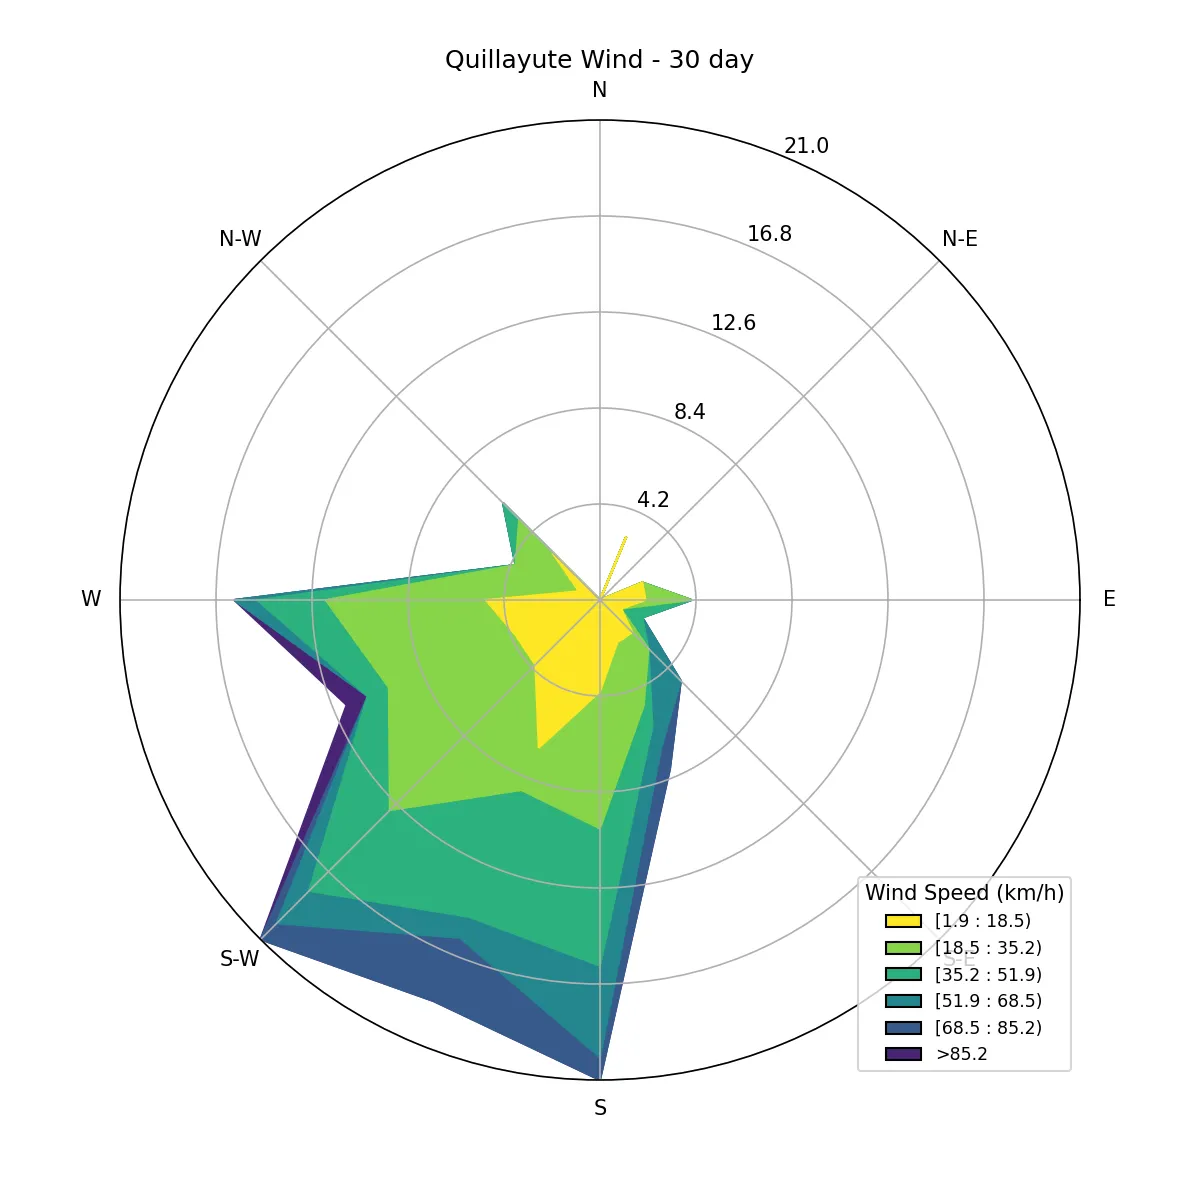 Quillayute Wind - 30 day
N
21.0
N-W
16.8
N-E
12.6
8.4
4.2
W
E
Wind Speed (km/h)
[1.9 : 18.5)
[18.5 : 35.2)
S-W
S-E
[35.2 : 51.9)
[51.9 : 68.5)
[68.5 : 85.2)
>85.2
S